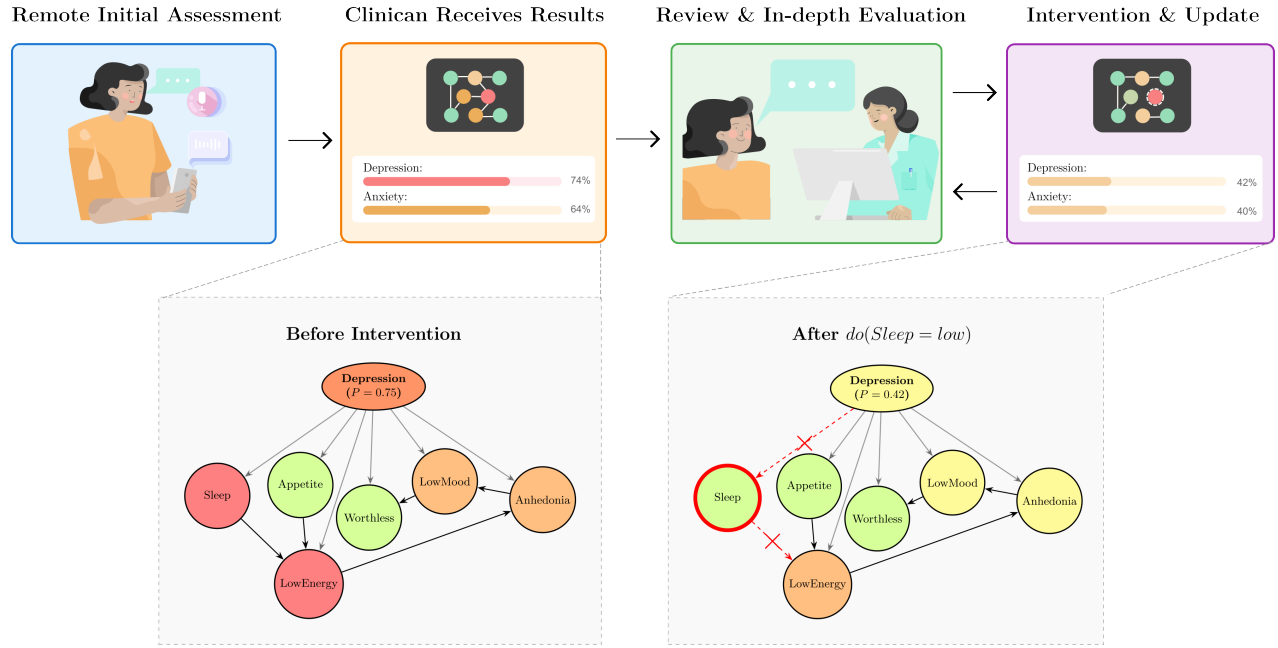 Remote Initial Assessment
Clinican Receives Results
Review & In-depth Evaluation
Intervention & Update
Depression:
74%
Anxiety:
64%
Depression:
42%
Anxiety:
40%
Before Intervention
Depression
(P = 0.75)
Sleep
Appetite
Worthless
LowMood
Anhedonia
LowEnergy
After do(Sleep = low)
Depression
(P = 0.42)
Sleep
Appetite
Worthless
LowMood
Anhedonia
LowEnergy